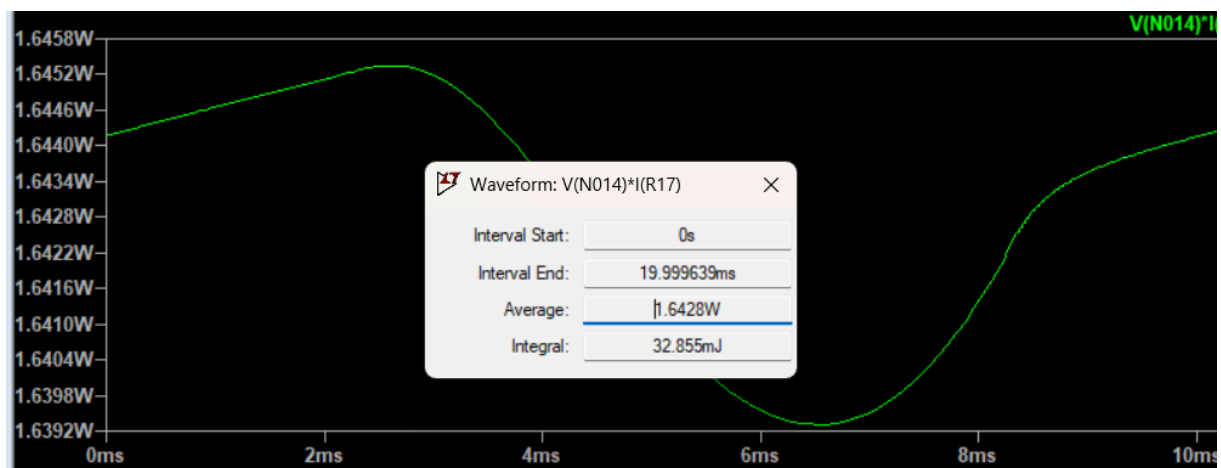 V(N014)*I(
1.6458W
1.6452W
1.6446W
1.6440W
1.6434W
1.6428W
1.6422W
1.6416W
1.6410W
1.6404W
1.6398W
1.6392W
Waveform: V(N014)*I(R17)
Interval Start: 0s
Interval End: 19.999639ms
Average: 1.6428W
Integral: 32.855mJ
0ms 2ms 4ms 6ms 8ms 10ms